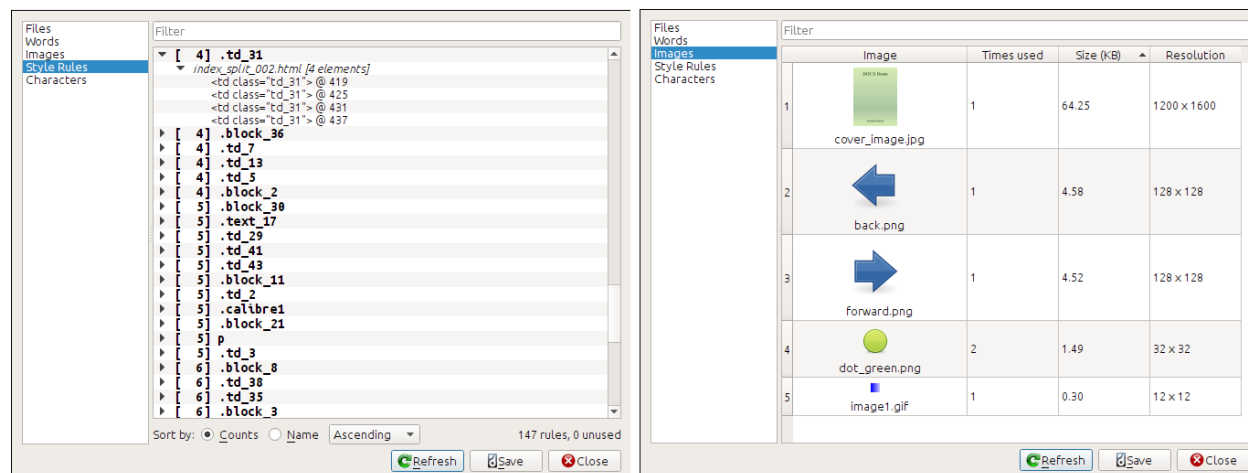 Files
Words
Images
Style Rules
Characters
Filter
[ 4] .td_31
index_split_002.html [4 elements]
<td class="td_31"> @ 419
<td class="td_31"> @ 425
<td class="td_31"> @ 431
<td class="td_31"> @ 437
[ 4] .block_36
[ 4] .td_7
[ 4] .td_13
[ 4] .td_5
[ 4] .block_2
[ 5] .block_30
[ 5] .text_17
[ 5] .td_29
[ 5] .td_41
[ 5] .td_43
[ 5] .block_11
[ 5] .td_2
[ 5] .calibre1
[ 5] .block_21
[ 5] p
[ 5] .td_3
[ 6] .block_8
[ 6] .td_38
[ 6] .td_35
[ 6] .block_3
Sort by: Counts Name Ascending 147 rules, 0 unused
Refresh Save Close
Files
Words
Images
Style Rules
Characters
Filter
Image Times used Size (KB) Resolution
DOCX Demo
1 1 64.25 1200 x 1600
cover_image.jpg
2 1 4.58 128 x 128
back.png
3 1 4.52 128 x 128
forward.png
4 2 1.49 32 x 32
dot_green.png
5 1 0.30 12 x 12
image1.gif
Refresh Save Close